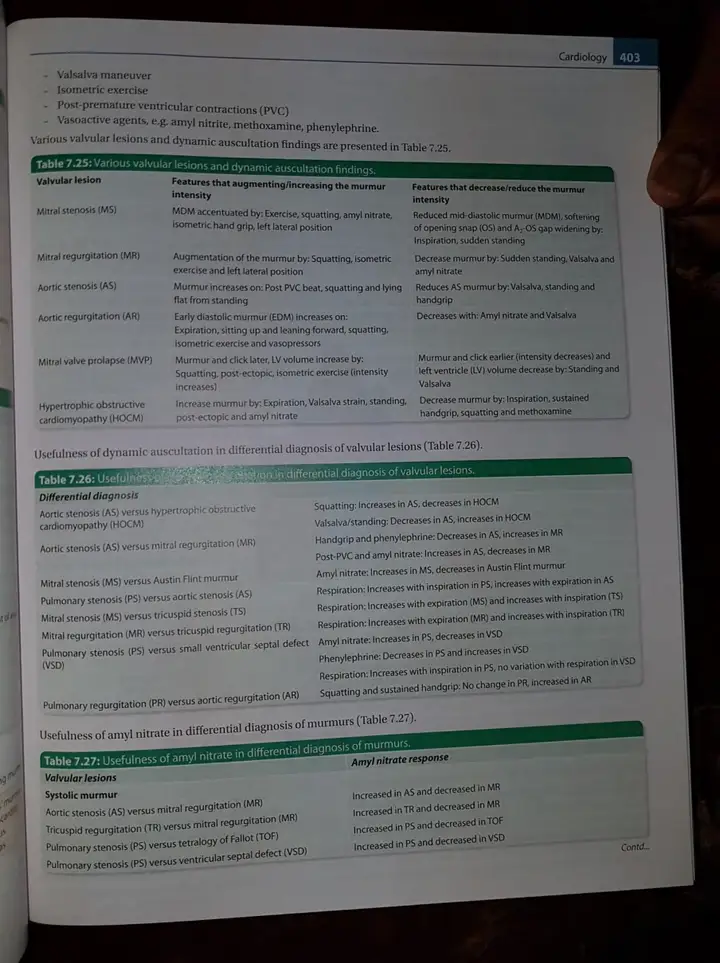 Cardiology 403
- Valsalva maneuver
- Isometric exercise
- Post-premature ventricular contractions (PVC)
- Vasoactive agents, e.g. amyl nitrite, methoxamine, phenylephrine.
Various valvular lesions and dynamic auscultation findings are presented in Table 7.25.
Table 7.25: Various valvular lesions and dynamic auscultation findings.
Valvular lesion
Features that augmenting/increasing the murmur
intensity
Features that decrease/reduce the murmur
intensity
Mitral stenosis (MS)
MDM accentuated by: Exercise, squatting, amyl nitrate,
isometric hand grip, left lateral position
Reduced mid-diastolic murmur (MDM), softening
of opening snap (OS) and A2-OS gap widening by:
Inspiration, sudden standing
Mitral regurgitation (MR)
Augmentation of the murmur by: Squatting, isometric
exercise and left lateral position
Decrease murmur by: Sudden standing, Valsalva and
amyl nitrate
Aortic stenosis (AS)
Murmur increases on: Post PVC beat, squatting and lying
flat from standing
Reduces AS murmur by: Valsalva, standing and
handgrip
Aortic regurgitation (AR)
Early diastolic murmur (EDM) increases on:
Expiration, sitting up and leaning forward, squatting,
isometric exercise and vasopressors
Decreases with: Amyl nitrate and Valsalva
Mitral valve prolapse (MVP)
Murmur and click later, LV volume increase by:
Squatting, post-ectopic, isometric exercise (intensity
increases)
Murmur and click earlier (intensity decreases) and
left ventricle (LV) volume decrease by: Standing and
Valsalva
Hypertrophic obstructive
cardiomyopathy (HOCM)
Increase murmur by: Expiration, Valsalva strain, standing,
post-ectopic and amyl nitrate
Decrease murmur by: Inspiration, sustained
handgrip, squatting and methoxamine
Usefulness of dynamic auscultation in differential diagnosis of valvular lesions (Table 7.26).
Table 7.26: Usefulness in differential diagnosis of valvular lesions.
Differential diagnosis
Aortic stenosis (AS) versus hypertrophic obstructive
cardiomyopathy (HOCM)
Squatting: Increases in AS, decreases in HOCM
Valsalva/standing: Decreases in AS, increases in HOCM
Aortic stenosis (AS) versus mitral regurgitation (MR)
Handgrip and phenylephrine: Decreases in AS, increases in MR
Post-PVC and amyl nitrate: Increases in AS, decreases in MR
Mitral stenosis (MS) versus Austin Flint murmur
Amyl nitrate: Increases in MS, decreases in Austin Flint murmur
Pulmonary stenosis (PS) versus aortic stenosis (AS)
Respiration: Increases with inspiration in PS, increases with expiration in AS
Mitral stenosis (MS) versus tricuspid stenosis (TS)
Respiration: Increases with expiration (MS) and increases with inspiration (TS)
Mitral regurgitation (MR) versus tricuspid regurgitation (TR)
Respiration: Increases with expiration (MR) and increases with inspiration (TR)
Pulmonary stenosis (PS) versus small ventricular septal defect
(VSD)
Amyl nitrate: Increases in PS, decreases in VSD
Phenylephrine: Decreases in PS and increases in VSD
Respiration: Increases with inspiration in PS, no variation with respiration in VSD
Pulmonary regurgitation (PR) versus aortic regurgitation (AR)
Squatting and sustained handgrip: No change in PR, increased in AR
Usefulness of amyl nitrate in differential diagnosis of murmurs (Table 7.27).
Table 7.27: Usefulness of amyl nitrate in differential diagnosis of murmurs.
Valvular lesions
Amyl nitrate response
Systolic murmur
Aortic stenosis (AS) versus mitral regurgitation (MR)
Increased in AS and decreased in MR
Tricuspid regurgitation (TR) versus mitral regurgitation (MR)
Increased in TR and decreased in MR
Pulmonary stenosis (PS) versus tetralogy of Fallot (TOF)
Increased in PS and decreased in TOF
Pulmonary stenosis (PS) versus ventricular septal defect (VSD)
Increased in PS and decreased in VSD
Contd...